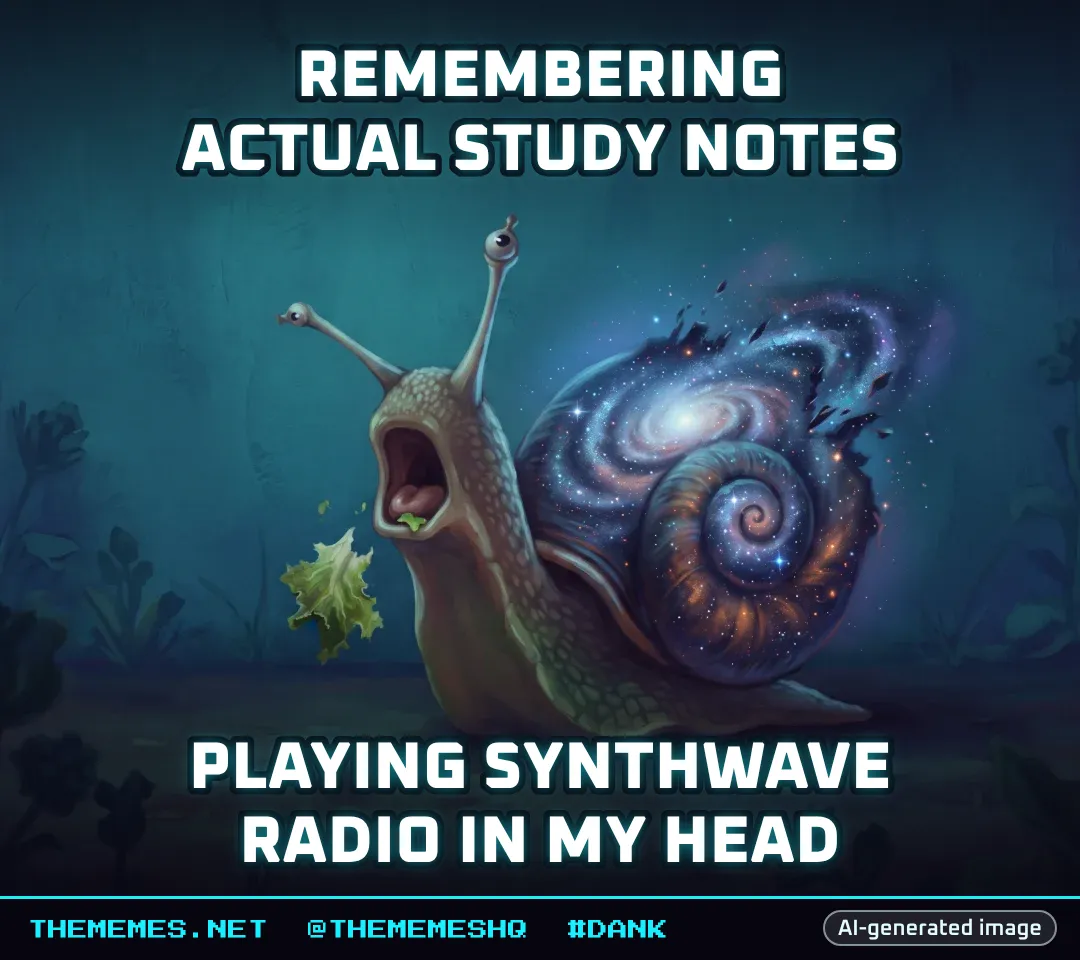 REMEMBERING
ACTUAL STUDY NOTES
PLAYING SYNTHWAVE
RADIO IN MY HEAD
THEMEMES.NET @THEMEMESHQ #DANK AI-generated image